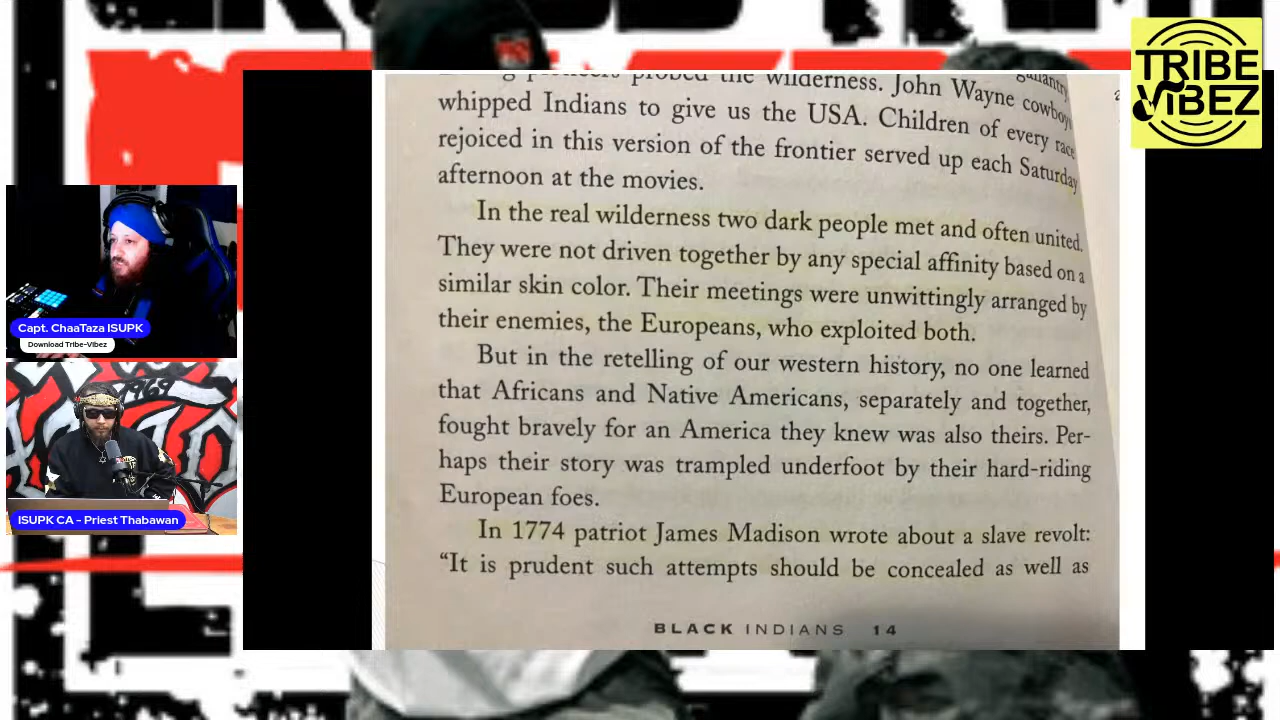 gallantry
pioneers probed the wilderness. John Wayne cowboys
whipped Indians to give us the USA. Children of every race
rejoiced in this version of the frontier served up each Saturday
afternoon at the movies.
In the real wilderness two dark people met and often united.
They were not driven together by any special affinity based on a
similar skin color. Their meetings were unwittingly arranged by
their enemies, the Europeans, who exploited both.
But in the retelling of our western history, no one learned
that Africans and Native Americans, separately and together,
fought bravely for an America they knew was also theirs. Per-
haps their story was trampled underfoot by their hard-riding
European foes.
In 1774 patriot James Madison wrote about a slave revolt:
“It is prudent such attempts should be concealed as well as
BLACK INDIANS 14
TRIBE
VIBEZ
Capt. ChaaTaza ISUPK
Download Tribe-Vibez
1969
ISUPK CA - Priest Thabawan